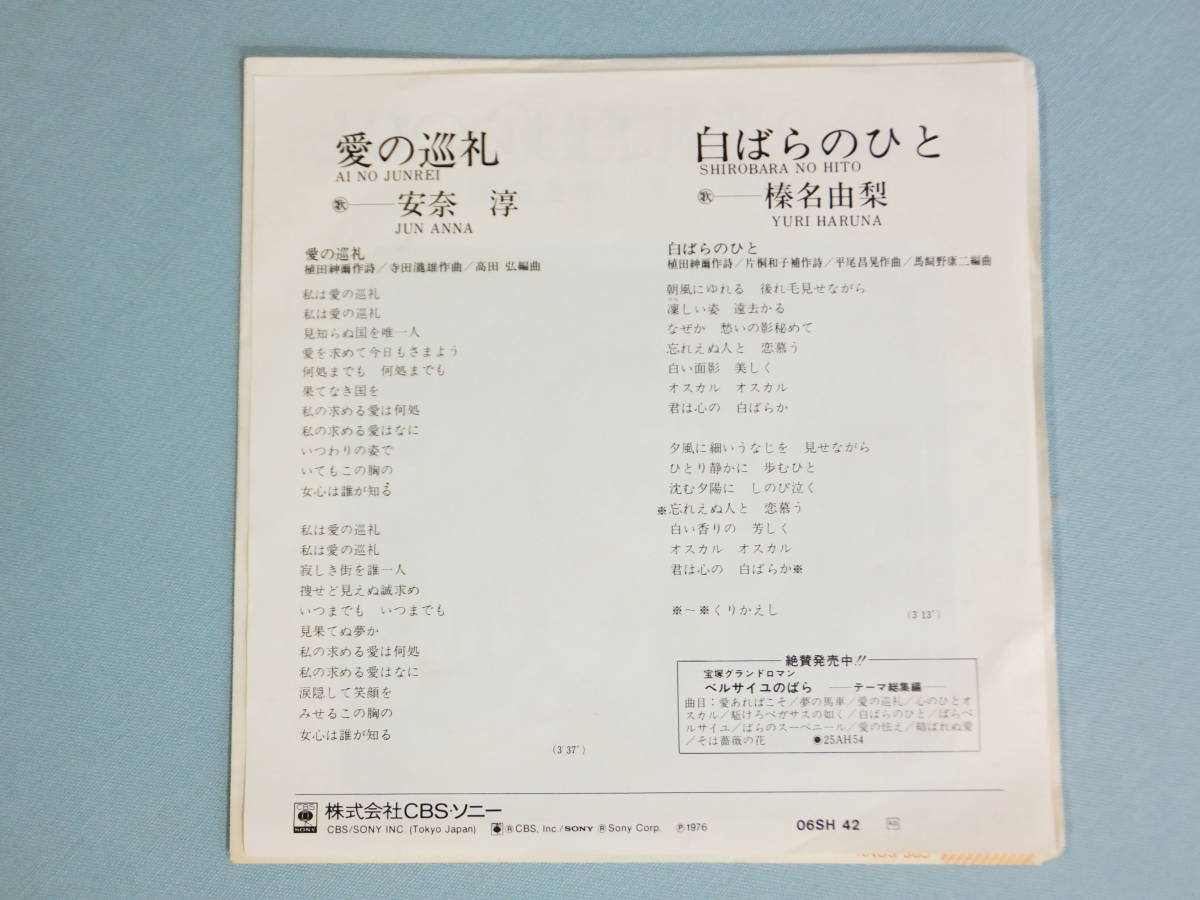 愛の巡礼
AI NO JUNREI
歌——安奈 淳
JUN ANNA
愛の巡礼
植田紳爾作詩／寺田瀧雄作曲／高田 弘編曲
私は愛の巡礼
私は愛の巡礼
見知らぬ国を唯一人
愛を求めて今日もさまよう
何処までも 何処までも
果てなき国を
私の求める愛は何処
私の求める愛はなに
いつわりの姿で
いてもこの胸の
女心は誰が知る
私は愛の巡礼
私は愛の巡礼
寂しき街を誰一人
捜せど見えぬ誠求め
いつまでも いつまでも
見果てぬ夢か
私の求める愛は何処
私の求める愛はなに
涙隠して笑顔を
みせるこの胸の
女心は誰が知る
(3'37")
白ばらのひと
SHIROBARA NO HITO
歌——榛名由梨
YURI HARUNA
白ばらのひと
植田紳爾作詩／片桐和子補作詩／平尾昌晃作曲／馬飼野康二編曲
朝風にゆれる 後れ毛見せながら
凜しい姿 遠去かる
なぜか 愁いの影秘めて
忘れえぬ人と 恋慕う
白い面影 美しく
オスカル オスカル
君は心の 白ばらか
夕風に細いうなじを 見せながら
ひとり静かに 歩むひと
沈む夕陽に しのび泣く
※忘れえぬ人と 恋慕う
白い香りの 芳しく
オスカル オスカル
君は心の 白ばらか※
※〜※くりかえし
(3'13")
絶賛発売中!!
宝塚グランドロマン
ベルサイユのばら ——テーマ総集編——
曲目：愛あればこそ／夢の馬車／愛の巡礼／心のひとオ
スカル／駆けろペガサスの如く／白ばらのひと／ばらベ
ルサイユ／ばらのスーベニール／愛の怯え／結ばれぬ愛
／そは薔薇の花 ●25AH54
CBS SONY 株式会社CBS・ソニー
CBS/SONY INC. (Tokyo Japan) ® CBS, Inc./SONY ® Sony Corp. ℗1976
06SH 42